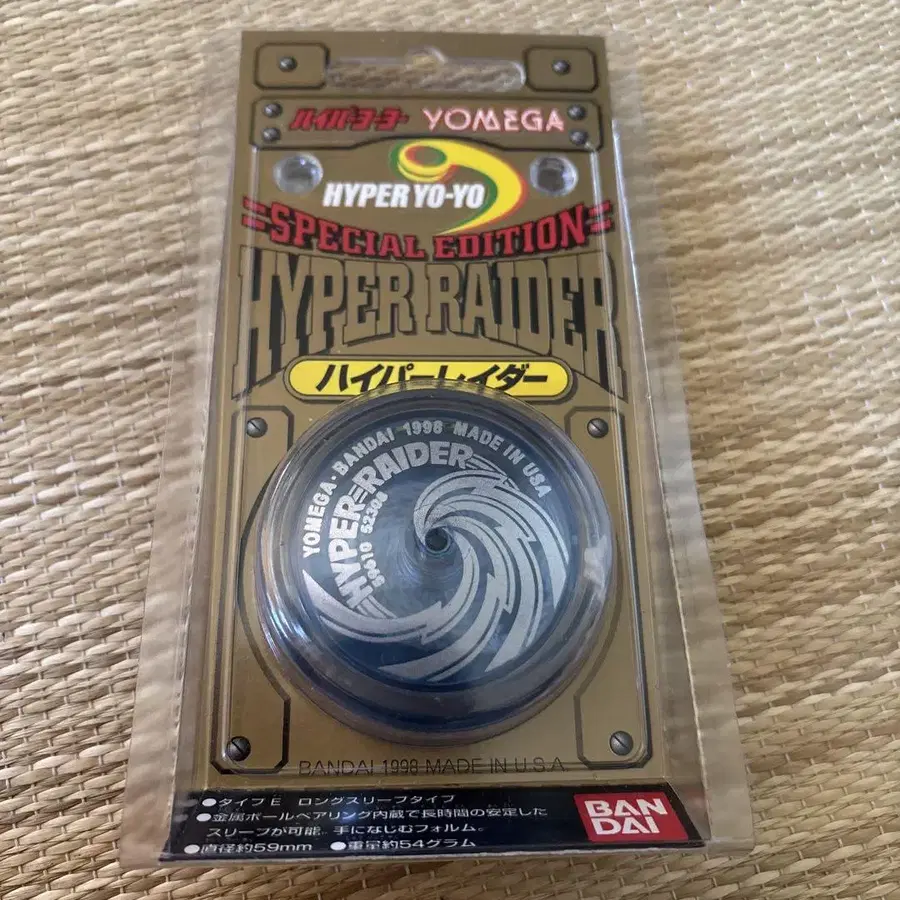 ハイパーヨーヨー YOMEGA
HYPER YO-YO
SPECIAL EDITION
HYPER RAIDER
ハイパーレイダー
YOMEGA・BANDAI 1998 MADE IN USA
HYPER RAIDER
52308
BANDAI 1998 MADE IN U.S.A.
●タイプE ロングスリープタイプ
●金属ボールベアリング内蔵で長時間の安定した
スリープが可能。手になじむフォルム。
●直径約59mm ●重量約54グラム
BAN
DAI